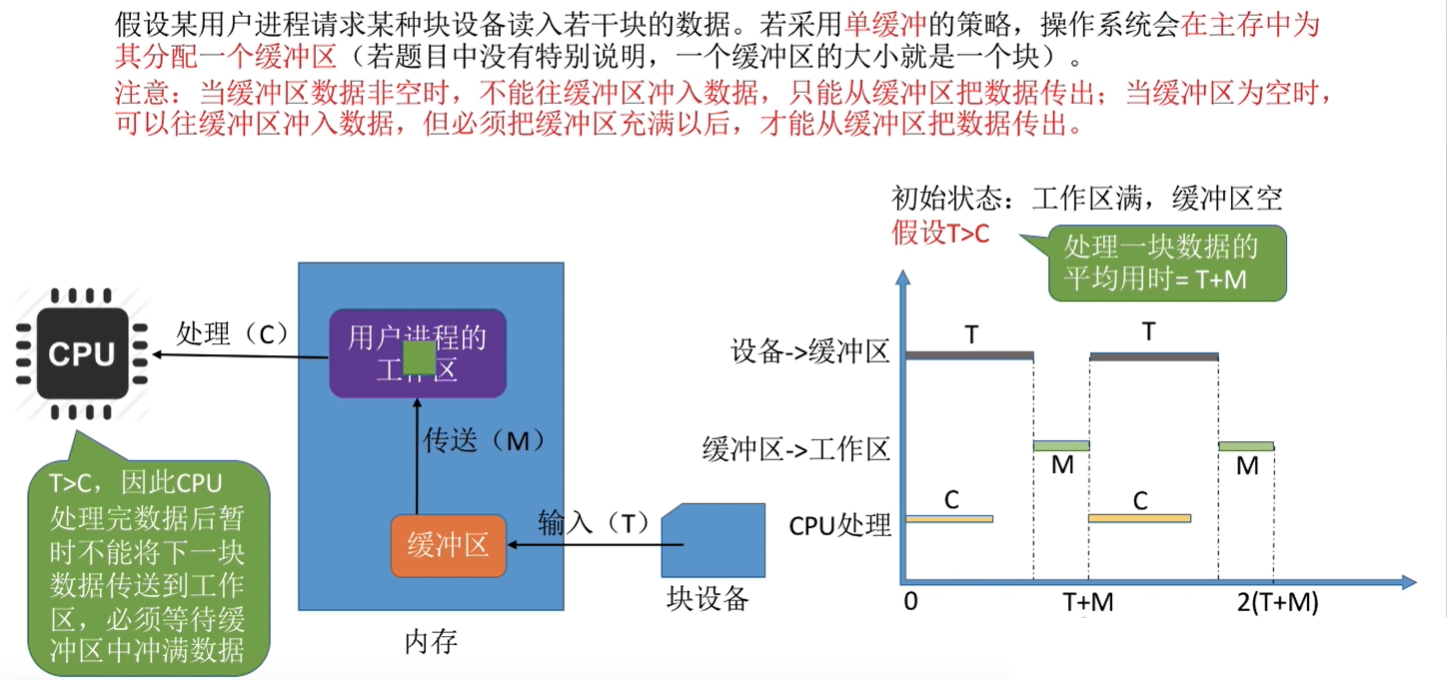 假设某用户进程请求某种块设备读入若干块的数据。若采用单缓冲的策略，操作系统会在主存中为
其分配一个缓冲区（若题目中没有特别说明，一个缓冲区的大小就是一个块）。
注意：当缓冲区数据非空时，不能往缓冲区冲入数据，只能从缓冲区把数据传出；当缓冲区为空时，
可以往缓冲区冲入数据，但必须把缓冲区充满以后，才能从缓冲区把数据传出。
CPU
处理（C）
用户进程的
工作区
传送（M）
缓冲区
输入（T）
块设备
内存
T>C，因此CPU
处理完数据后暂
时不能将下一块
数据传送到工作
区，必须等待缓
冲区中冲满数据
初始状态：工作区满，缓冲区空
假设T>C
处理一块数据的
平均用时= T+M
T
T
设备->缓冲区
缓冲区->工作区
M
M
C
C
CPU处理
0
T+M
2(T+M)